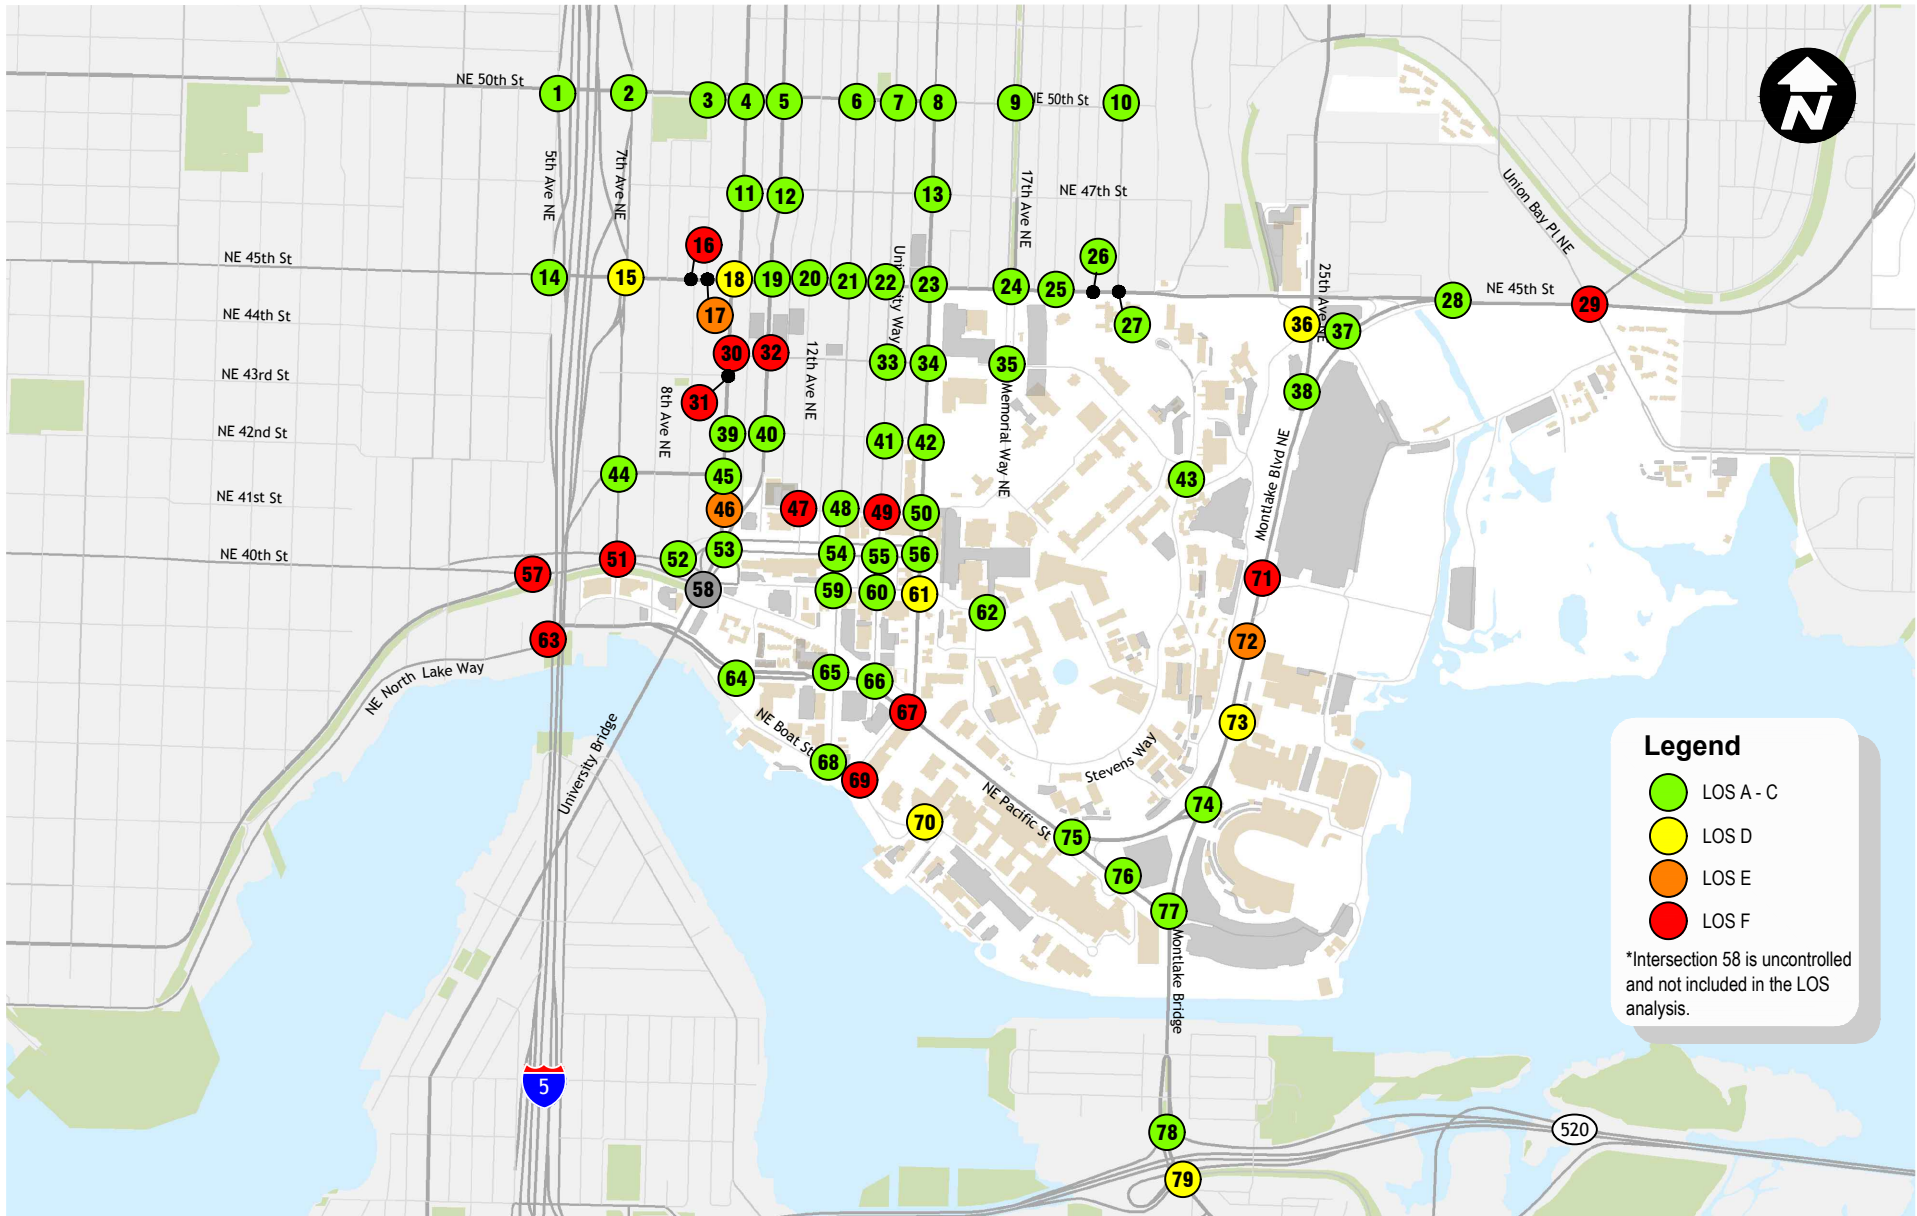 NE 50th St
1
2
3
4
5
6
7
8
9
E 50th St
10
5th Ave NE
7th Ave NE
11
12
13
17th Ave NE
NE 47th St
Union Bay Pl NE
NE 45th St
14
15
16
17
18
19
20
21
22
23
24
25
26
27
25th Ave NE
28
NE 45th St
29
NE 44th St
30
31
32
12th Ave NE
33
34
35
36
37
38
NE 43rd St
8th Ave NE
Memorial Way NE
NE 42nd St
39
40
41
42
43
Montlake Blvd NE
44
45
NE 41st St
46
47
48
49
50
NE 40th St
51
52
53
54
55
56
57
58
59
60
61
62
63
NE North Lake Way
University Bridge
64
65
66
67
NE Boat St
68
69
70
NE Pacific St
Stevens Way
71
72
73
74
75
76
77
Montlake Bridge
78
79
5
520
N
Legend
LOS A - C
LOS D
LOS E
LOS F
*Intersection 58 is uncontrolled
and not included in the LOS
analysis.